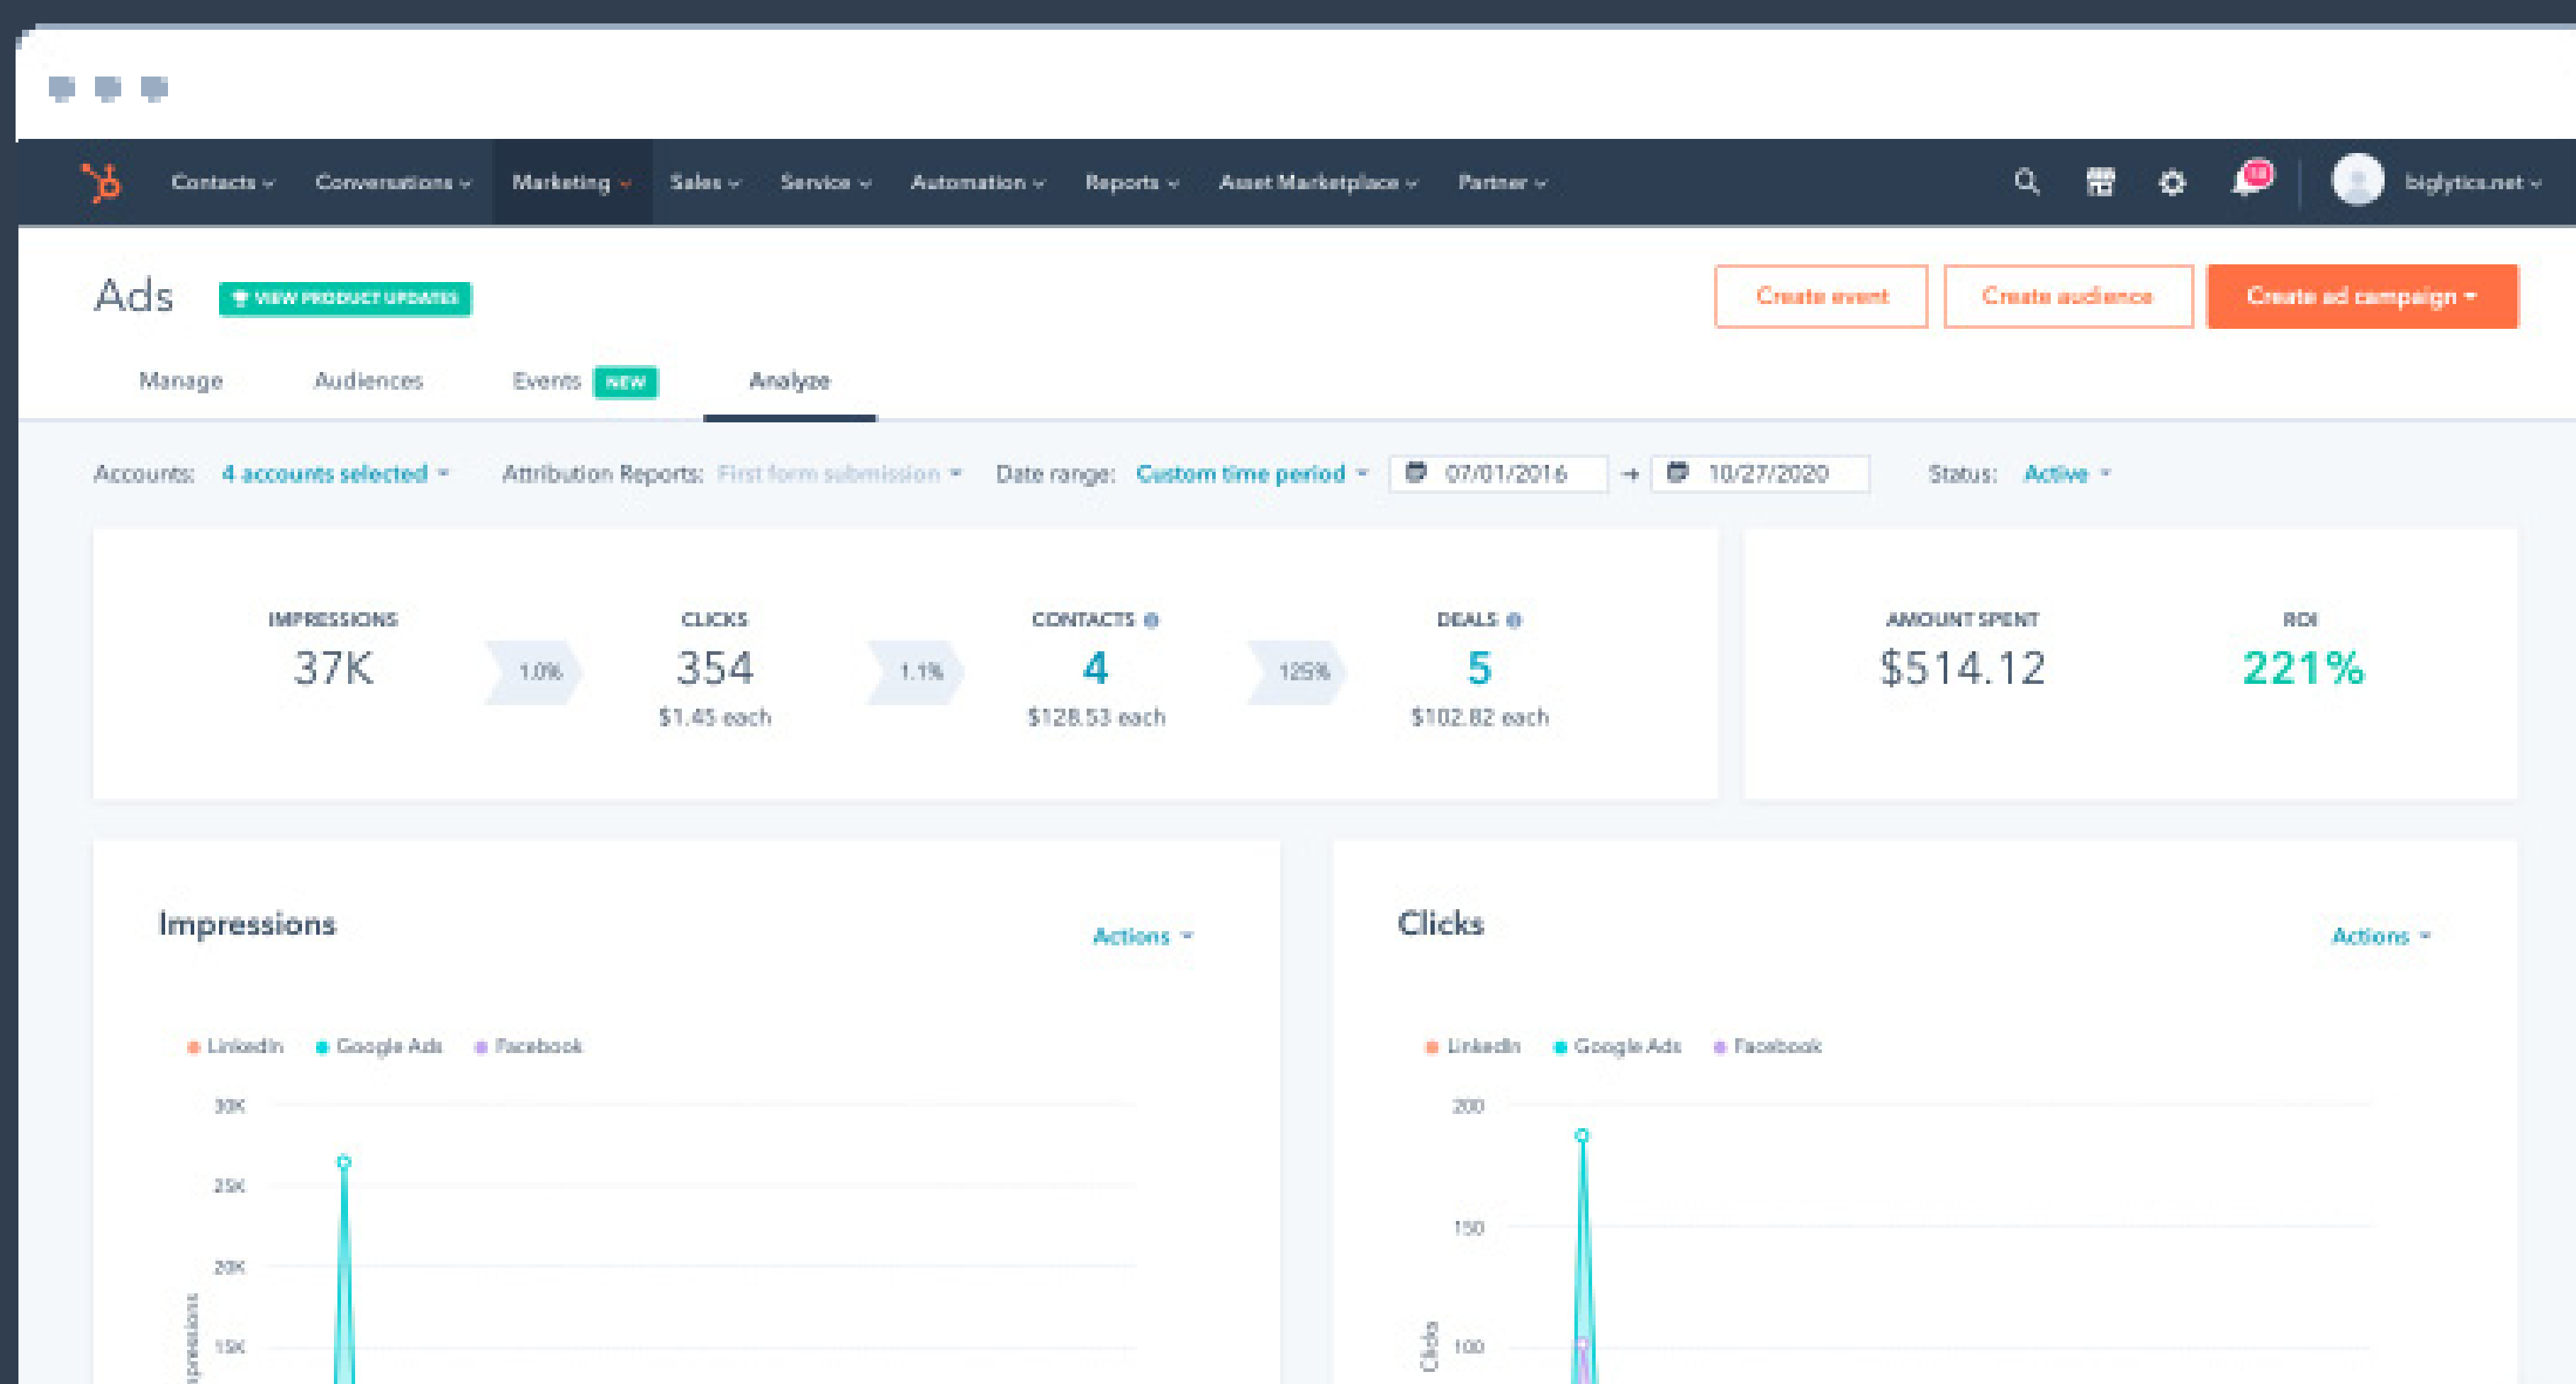 Contacts Conversations Marketing Sales Service Automation Reports Asset Marketplace Partner biglytics.net
Ads VIEW PRODUCT UPDATES Create event Create audience Create ad campaign
Manage Audiences Events NEW Analyze
Accounts: 4 accounts selected Attribution Reports: First form submission Date range: Custom time period 07/01/2016 → 10/27/2020 Status: Active
IMPRESSIONS CLICKS CONTACTS DEALS AMOUNT SPENT ROI
37K 1.0% 354 1.1% 4 125% 5 $514.12 221%
$1.45 each $128.53 each $102.82 each
Impressions Actions
LinkedIn Google Ads Facebook
30K
25K
20K
15K
Clicks Actions
LinkedIn Google Ads Facebook
200
150
100
Clicks